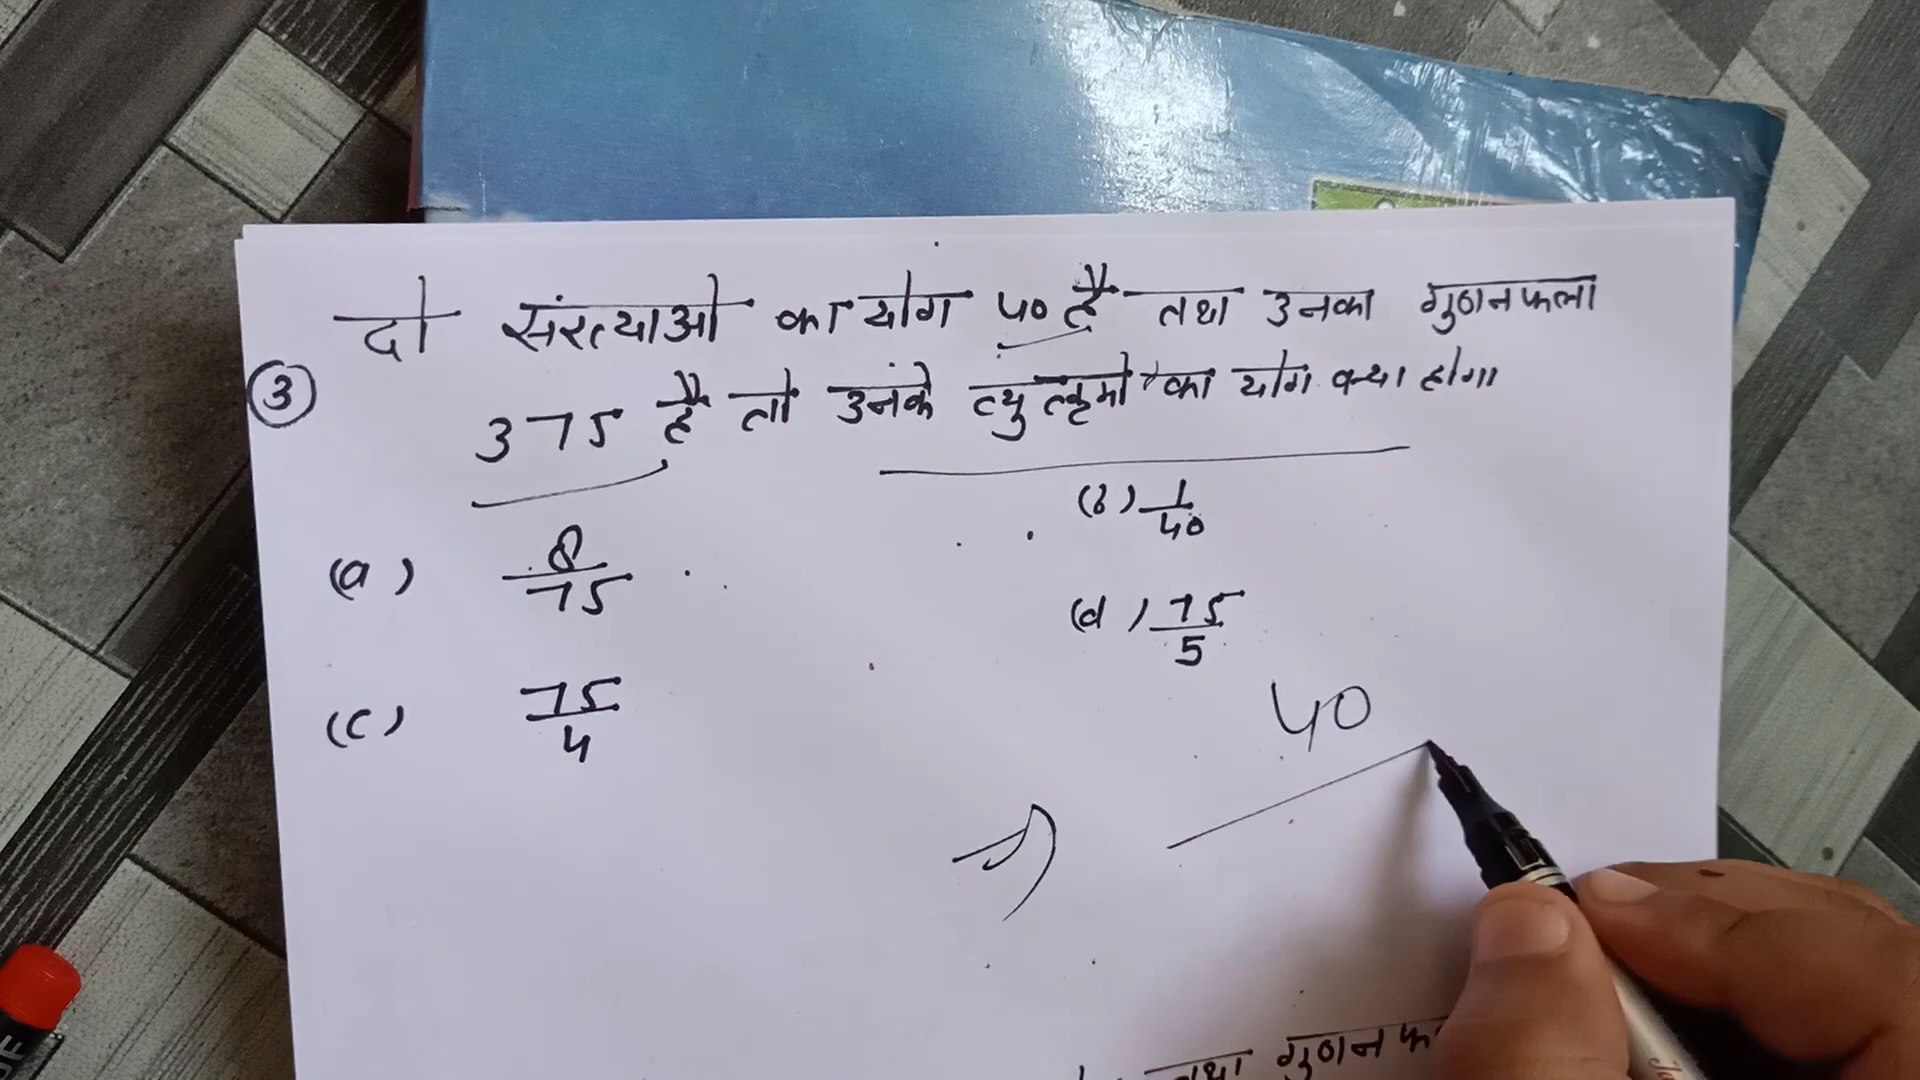 दो संख्याओ का योग 40 है तथा उनका गुणनफल
③
375 है तो उनके व्युत्क्रमो का योग क्या होगा
(a) 8/75
(b) 1/40
(c) 75/4
(d) 75/5
40
तथा गुणनफ